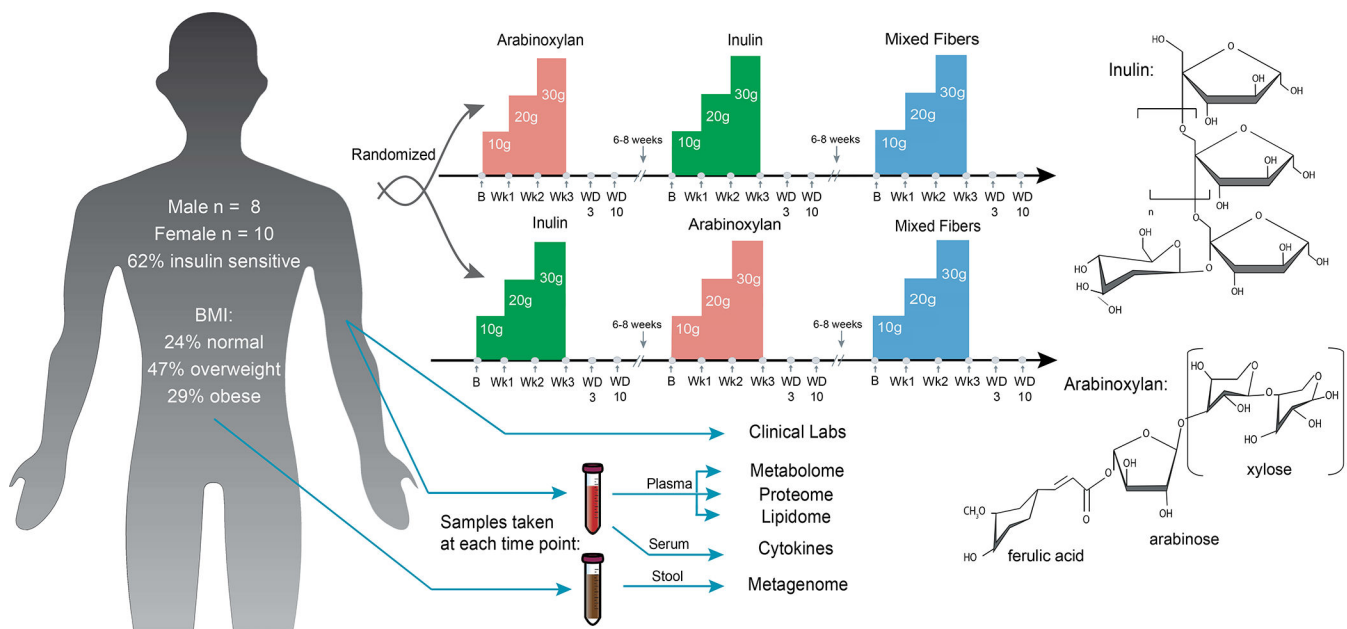 Male n = 8
Female n = 10
62% insulin sensitive
BMI:
24% normal
47% overweight
29% obese
Randomized
Arabinoxylan
10g
20g
30g
6-8 weeks
Inulin
10g
20g
30g
6-8 weeks
Mixed Fibers
10g
20g
30g
B Wk1 Wk2 Wk3 WD 3 WD 10 B Wk1 Wk2 Wk3 WD 3 WD 10 B Wk1 Wk2 Wk3 WD 3 WD 10
Inulin
10g
20g
30g
6-8 weeks
Arabinoxylan
10g
20g
30g
6-8 weeks
Mixed Fibers
10g
20g
30g
B Wk1 Wk2 Wk3 WD 3 WD 10 B Wk1 Wk2 Wk3 WD 3 WD 10 B Wk1 Wk2 Wk3 WD 3 WD 10
Samples taken
at each time point:
Clinical Labs
Plasma
Metabolome
Proteome
Lipidome
Serum
Cytokines
Stool
Metagenome
Inulin:
HO
O
OH
OH
OH
O
O
OH
OH
OH
n
O
O
OH
OH
OH
OH
OH
O
O
HO
HO
OH
Arabinoxylan:
HO
O
OH
O
O
OH
OH
HO
O
xylose
O
O
OH
OH
arabinose
O
CH₃O
HO
ferulic acid